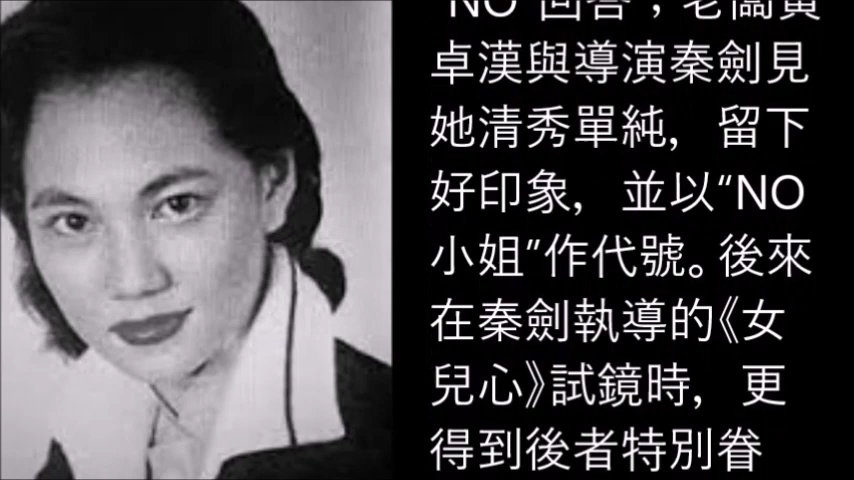 "NO"回答，老闆黃
卓漢與導演秦劍見
她清秀單純，留下
好印象，並以“NO
小姐”作代號。後來
在秦劍執導的《女
兒心》試鏡時，更
得到後者特別眷